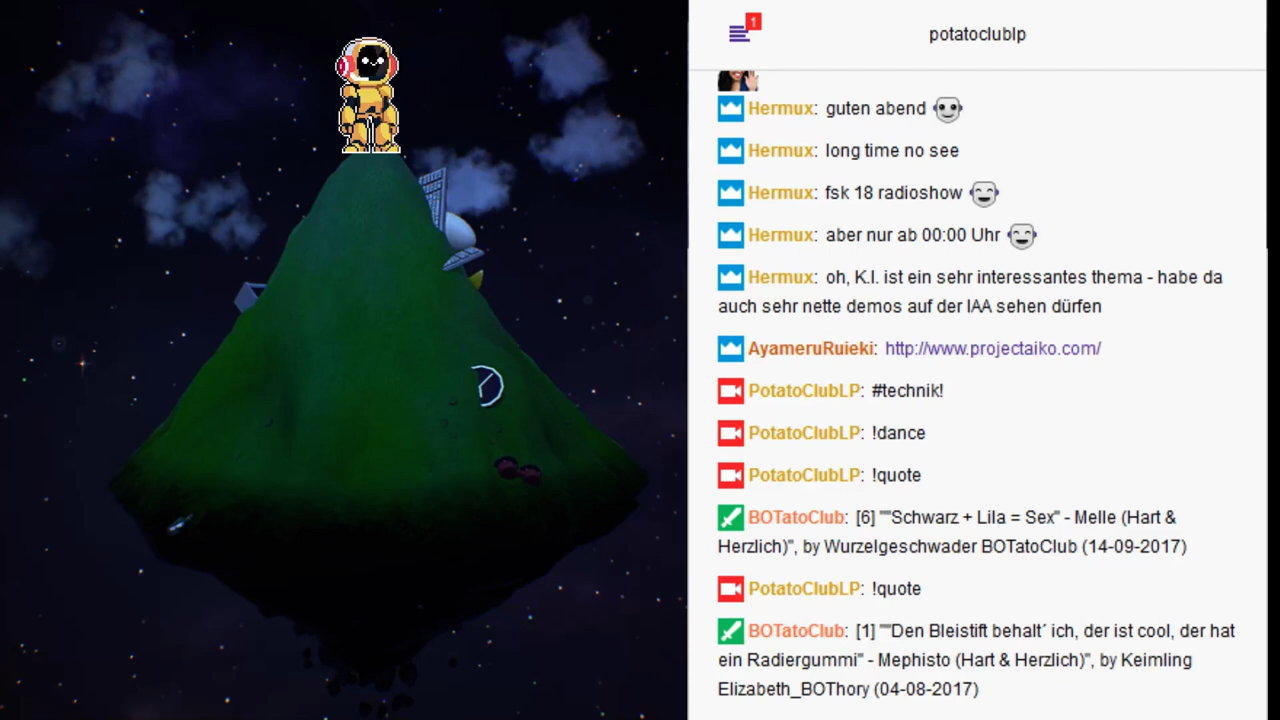 1
potatoclublp
Hermux: guten abend
Hermux: long time no see
Hermux: fsk 18 radioshow
Hermux: aber nur ab 00:00 Uhr
Hermux: oh, K.I. ist ein sehr interessantes thema - habe da
auch sehr nette demos auf der IAA sehen dürfen
AyameruRuieki: http://www.projectaiko.com/
PotatoClubLP: #technik!
PotatoClubLP: !dance
PotatoClubLP: !quote
BOTatoClub: [6] ""Schwarz + Lila = Sex" - Melle (Hart &
Herzlich)", by Wurzelgeschwader BOTatoClub (14-09-2017)
PotatoClubLP: !quote
BOTatoClub: [1] ""Den Bleistift behalt´ ich, der ist cool, der hat
ein Radiergummi" - Mephisto (Hart & Herzlich)", by Keimling
Elizabeth_BOThory (04-08-2017)